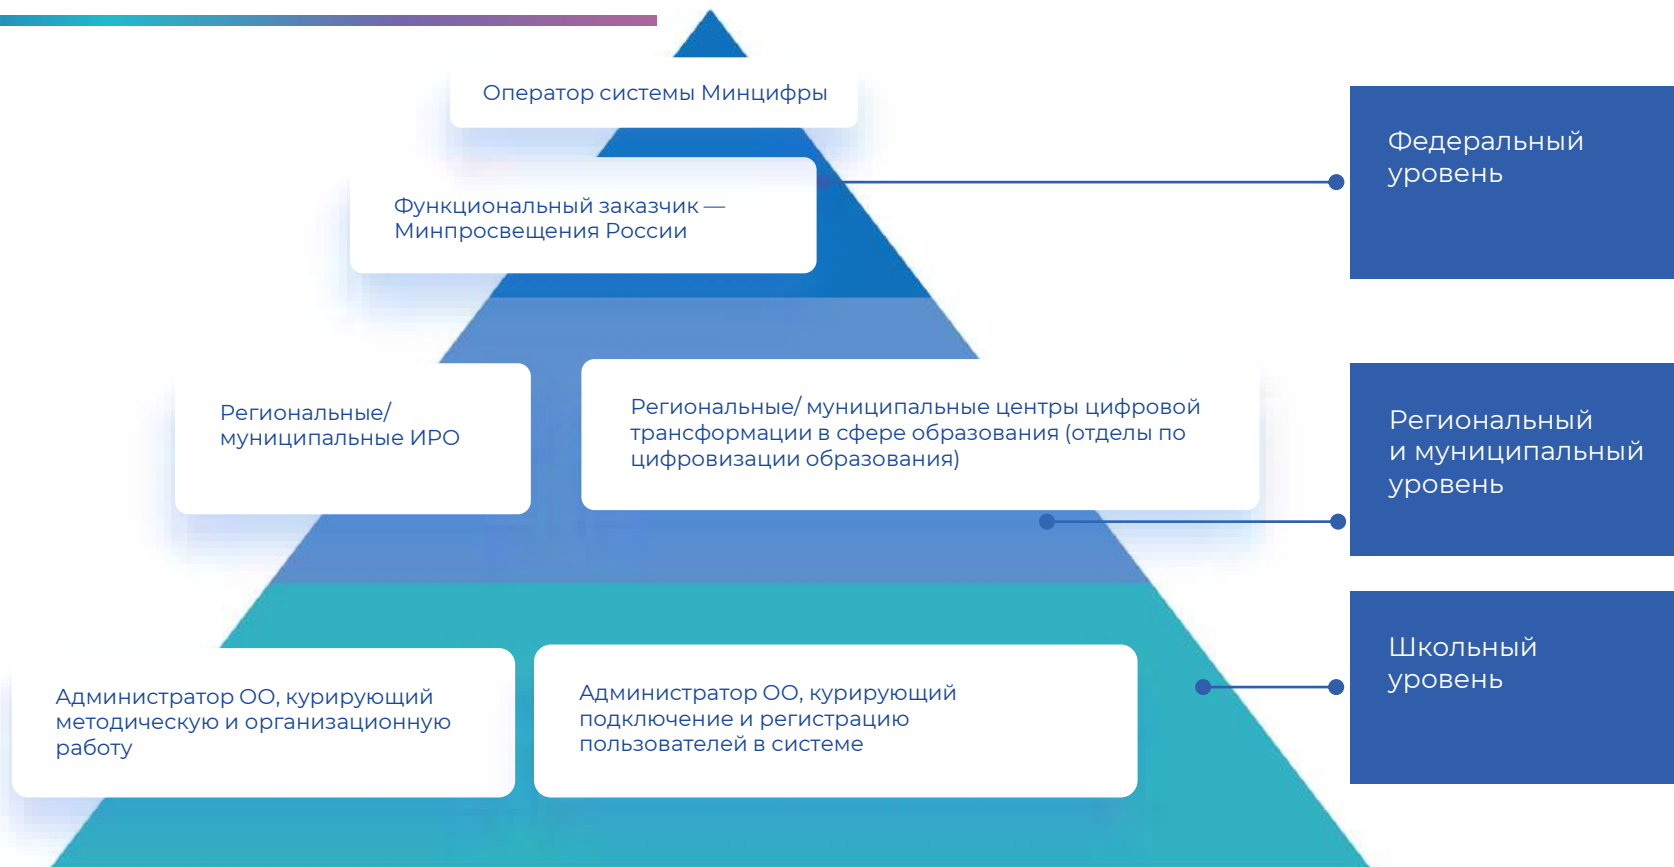 Оператор системы Минцифры
Функциональный заказчик —
Минпросвещения России
Федеральный
уровень
Региональные/
муниципальные ИРО
Региональные/ муниципальные центры цифровой
трансформации в сфере образования (отделы по
цифровизации образования)
Региональный
и муниципальный
уровень
Администратор ОО, курирующий
методическую и организационную
работу
Администратор ОО, курирующий
подключение и регистрацию
пользователей в системе
Школьный
уровень